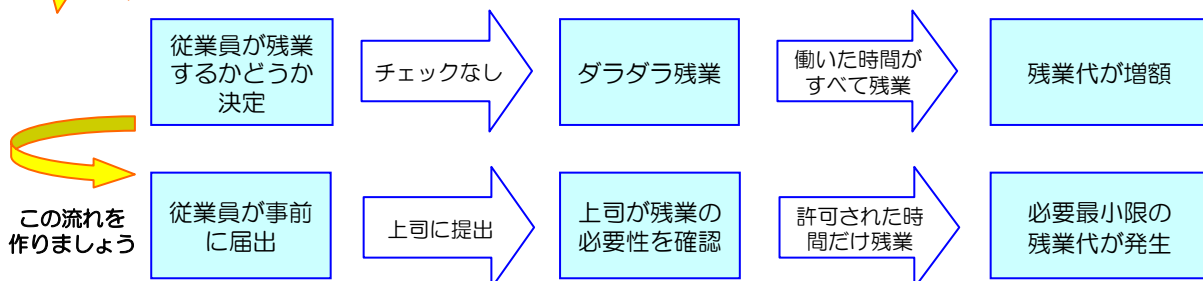 従業員が残業
するかどうか
決定
チェックなし
ダラダラ残業
働いた時間が
すべて残業
残業代が増額
この流れを
作りましょう
従業員が事前
に届出
上司に提出
上司が残業の
必要性を確認
許可された時
間だけ残業
必要最小限の
残業代が発生